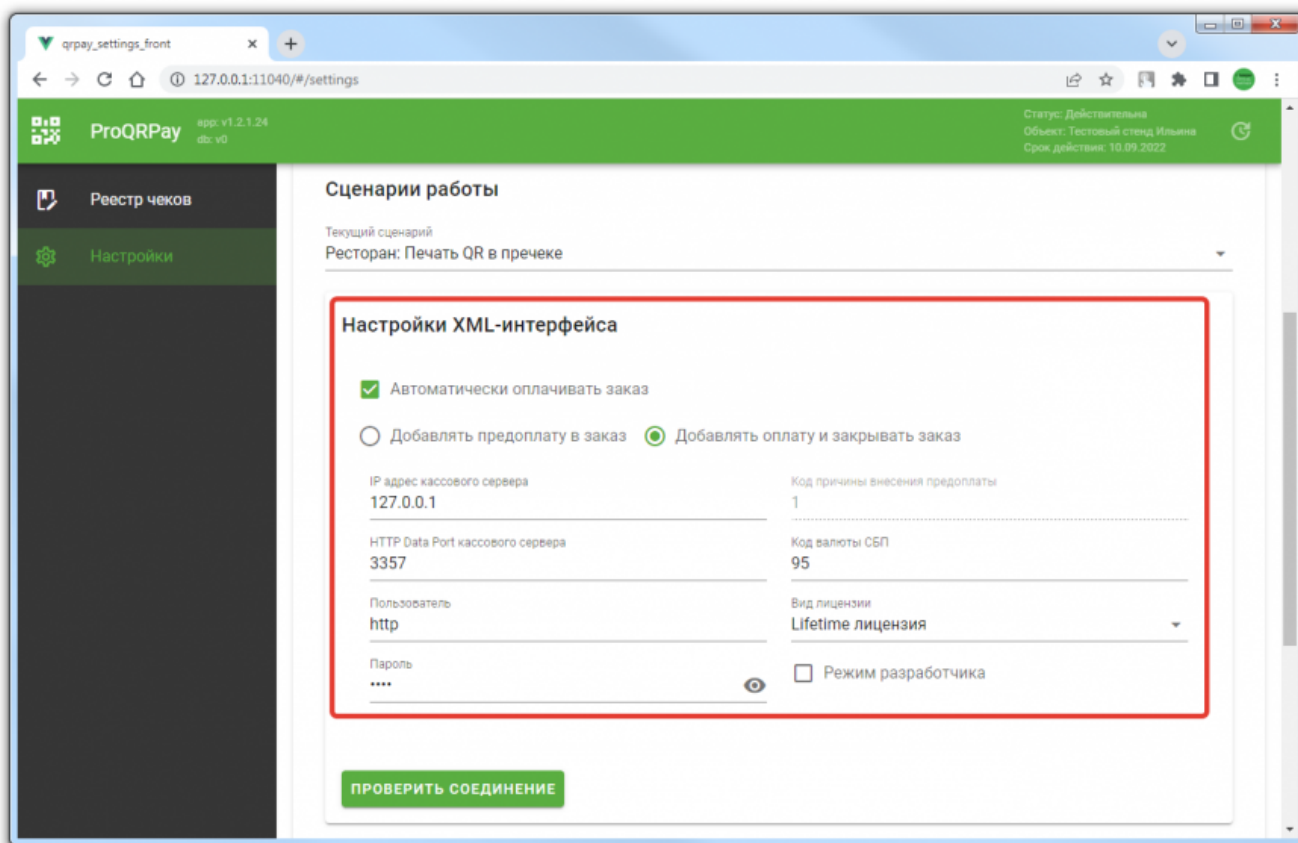 qrpay_settings_front
127.0.0.1:11040/#/settings
ProQRPay
app: v1.2.1.24
db: v0
Статус: Действительна
Объект: Тестовый стенд Ильина
Срок действия: 10.09.2022
Реестр чеков
Настройки
Сценарии работы
Текущий сценарий
Ресторан: Печать QR в пречеке
Настройки XML-интерфейса
Автоматически оплачивать заказ
Добавлять предоплату в заказ Добавлять оплату и закрывать заказ
IP адрес кассового сервера Код причины внесения предоплаты
127.0.0.1 1
HTTP Data Port кассового сервера Код валюты СБП
3357 95
Пользователь Вид лицензии
http Lifetime лицензия
Пароль
•••• Режим разработчика
ПРОВЕРИТЬ СОЕДИНЕНИЕ